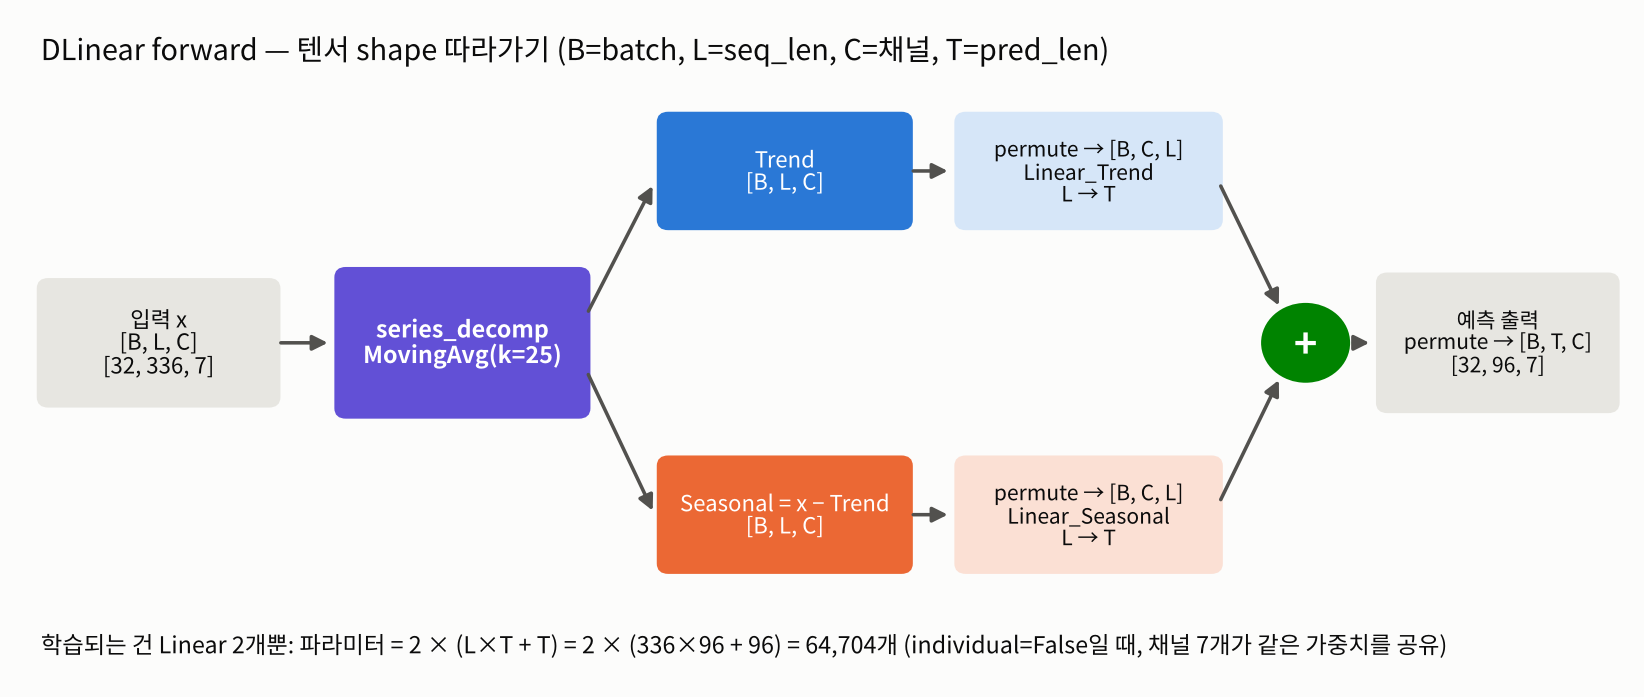 DLinear forward — 텐서 shape 따라가기 (B=batch, L=seq_len, C=채널, T=pred_len)
입력 x
[B, L, C]
[32, 336, 7]
series_decomp
MovingAvg(k=25)
Trend
[B, L, C]
permute → [B, C, L]
Linear_Trend
L → T
Seasonal = x − Trend
[B, L, C]
permute → [B, C, L]
Linear_Seasonal
L → T
+
예측 출력
permute → [B, T, C]
[32, 96, 7]
학습되는 건 Linear 2개뿐: 파라미터 = 2 × (L×T + T) = 2 × (336×96 + 96) = 64,704개 (individual=False일 때, 채널 7개가 같은 가중치를 공유)